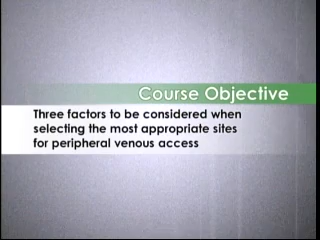 Course Objective
Three factors to be considered when
selecting the most appropriate sites
for peripheral venous access